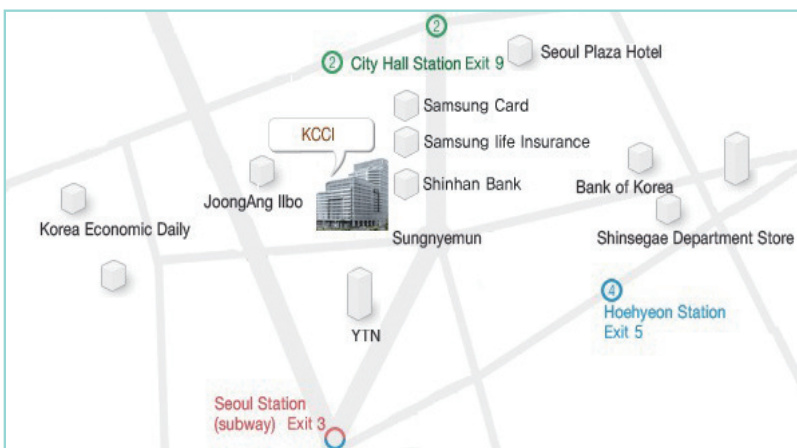 2
2 City Hall Station Exit 9
Seoul Plaza Hotel
Samsung Card
KCCI
Samsung life Insurance
JoongAng Ilbo
Shinhan Bank
Bank of Korea
Korea Economic Daily
Sungnyemun
Shinsegae Department Store
4
Hoehyeon Station
Exit 5
YTN
Seoul Station
(subway) Exit 3